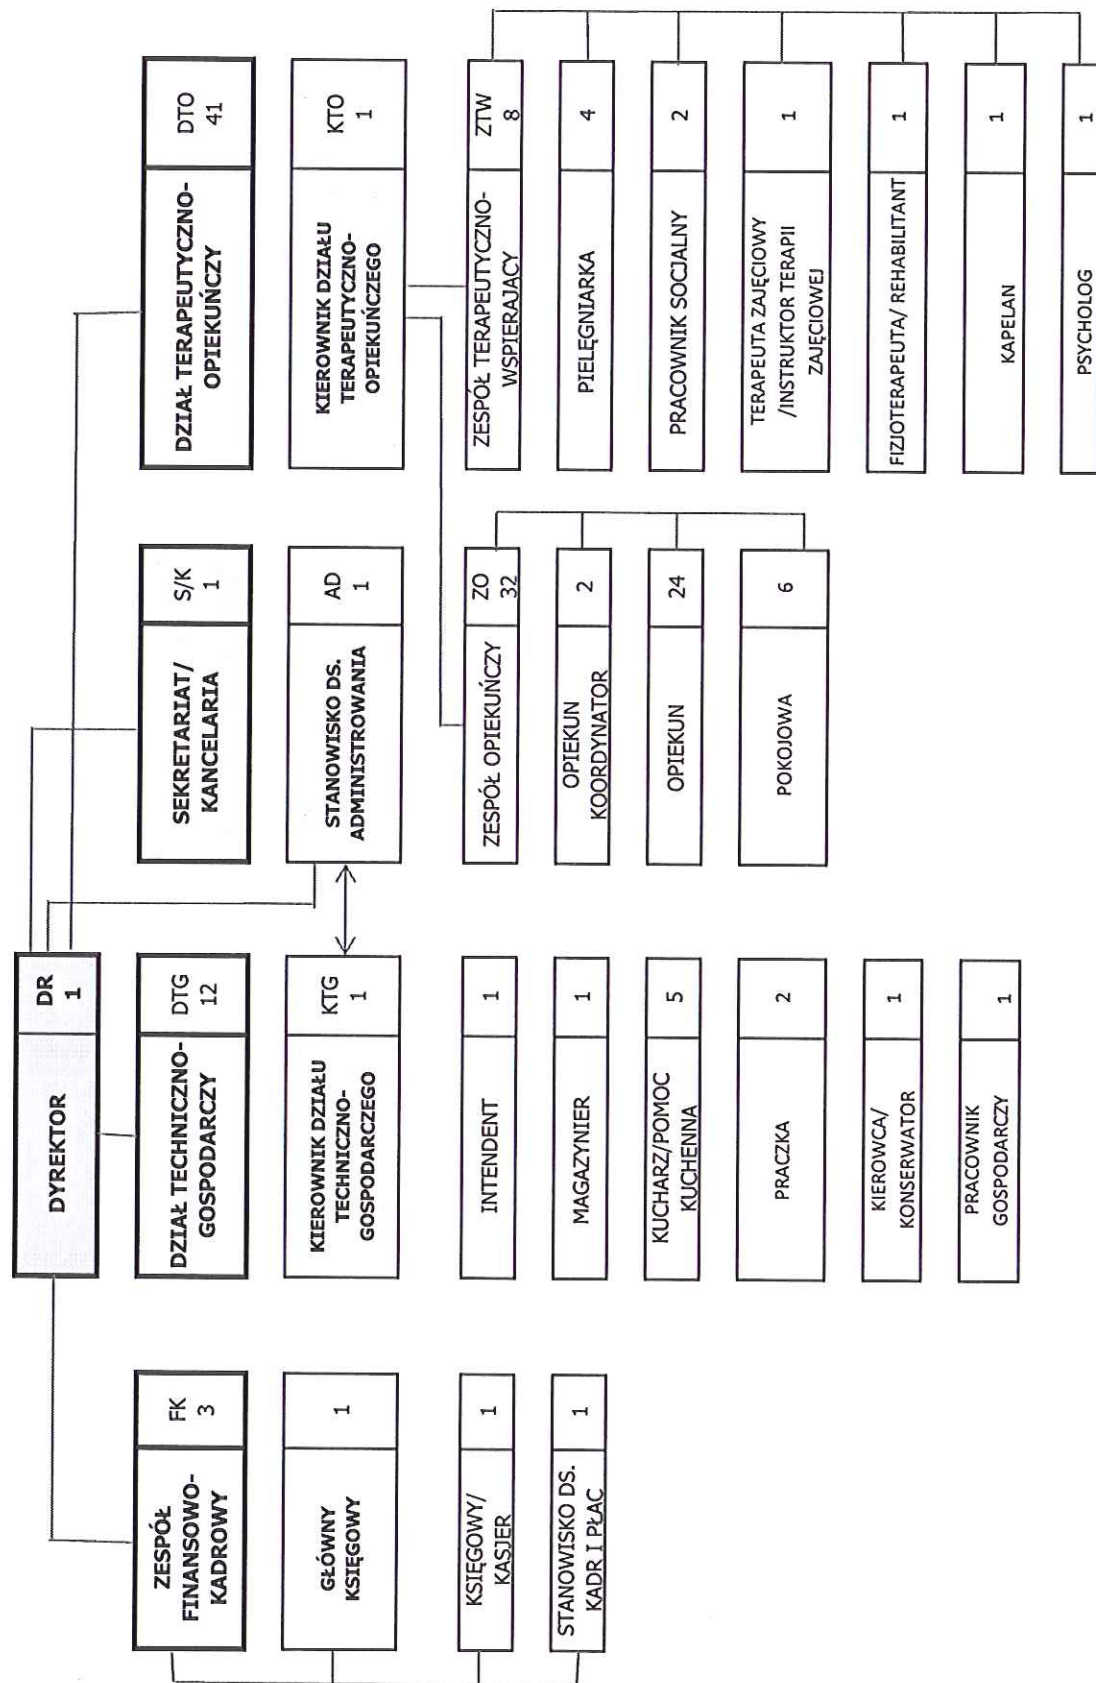 DYREKTOR
DR
1
ZESPÓŁ
FINANSOWO-
KADROWY
FK
3
GŁÓWNY
KSIĘGOWY
1
KSIĘGOWY/
KASJER
1
STANOWISKO DS.
KADR I PŁAC
1
DZIAŁ TECHNICZNO-
GOSPODARCZY
DTG
12
KIEROWNIK DZIAŁU
TECHNICZNO-
GOSPODARCZEGO
KTG
1
INTENDENT
1
MAGAZYNIER
1
KUCHARZ/POMOC
KUCHENNA
5
PRACZKA
2
KIEROWCA/
KONSERWATOR
1
PRACOWNIK
GOSPODARCZY
1
SEKRETARIAT/
KANCELARIA
S/K
1
STANOWISKO DS.
ADMINISTROWANIA
AD
1
ZESPÓŁ OPIEKUŃCZY
ZO
32
OPIEKUN
KOORDYNATOR
2
OPIEKUN
24
POKOJOWA
6
DZIAŁ TERAPEUTYCZNO-
OPIEKUŃCZY
DTO
41
KIEROWNIK DZIAŁU
TERAPEUTYCZNO-
OPIEKUŃCZEGO
KTO
1
ZESPÓŁ TERAPEUTYCZNO-
WSPIERAJĄCY
ZTW
8
PIELĘGNIARKA
4
PRACOWNIK SOCJALNY
2
TERAPEUTA ZAJĘCIOWY
/INSTRUKTOR TERAPII
ZAJĘCIOWEJ
1
FIZJOTERAPEUTA/ REHABILITANT
1
KAPELAN
1
PSYCHOLOG
1